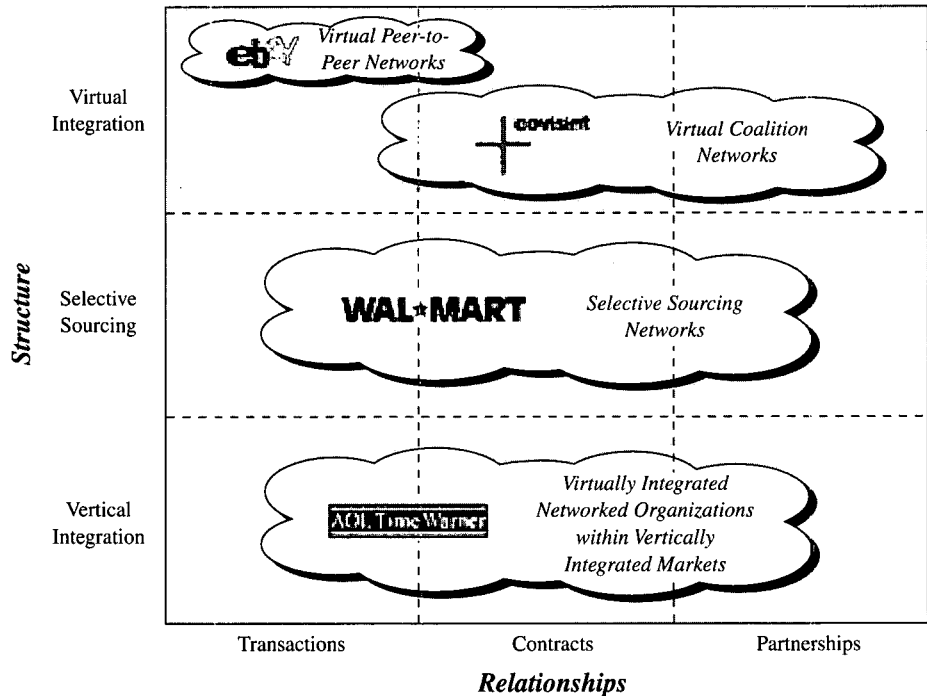 ebay
Virtual Peer-to-
Peer Networks
Virtual
Integration
covisint
Virtual Coalition
Networks
Structure
Selective
Sourcing
WAL★MART
Selective Sourcing
Networks
Vertical
Integration
AOL Time Warner
Virtually Integrated
Networked Organizations
within Vertically
Integrated Markets
Transactions
Contracts
Partnerships
Relationships